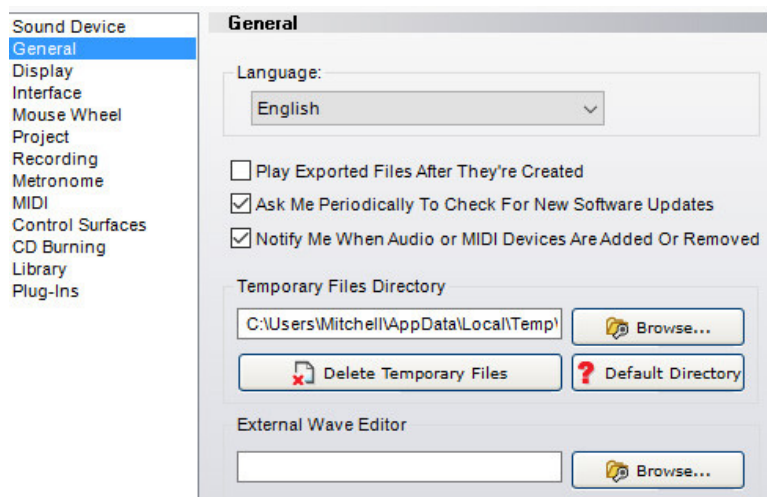 Sound Device
General
Display
Interface
Mouse Wheel
Project
Recording
Metronome
MIDI
Control Surfaces
CD Burning
Library
Plug-Ins
General
Language:
English
Play Exported Files After They're Created
Ask Me Periodically To Check For New Software Updates
Notify Me When Audio or MIDI Devices Are Added Or Removed
Temporary Files Directory
C:\Users\Mitchell\AppData\Local\Temp\
Browse...
Delete Temporary Files
Default Directory
External Wave Editor
Browse...